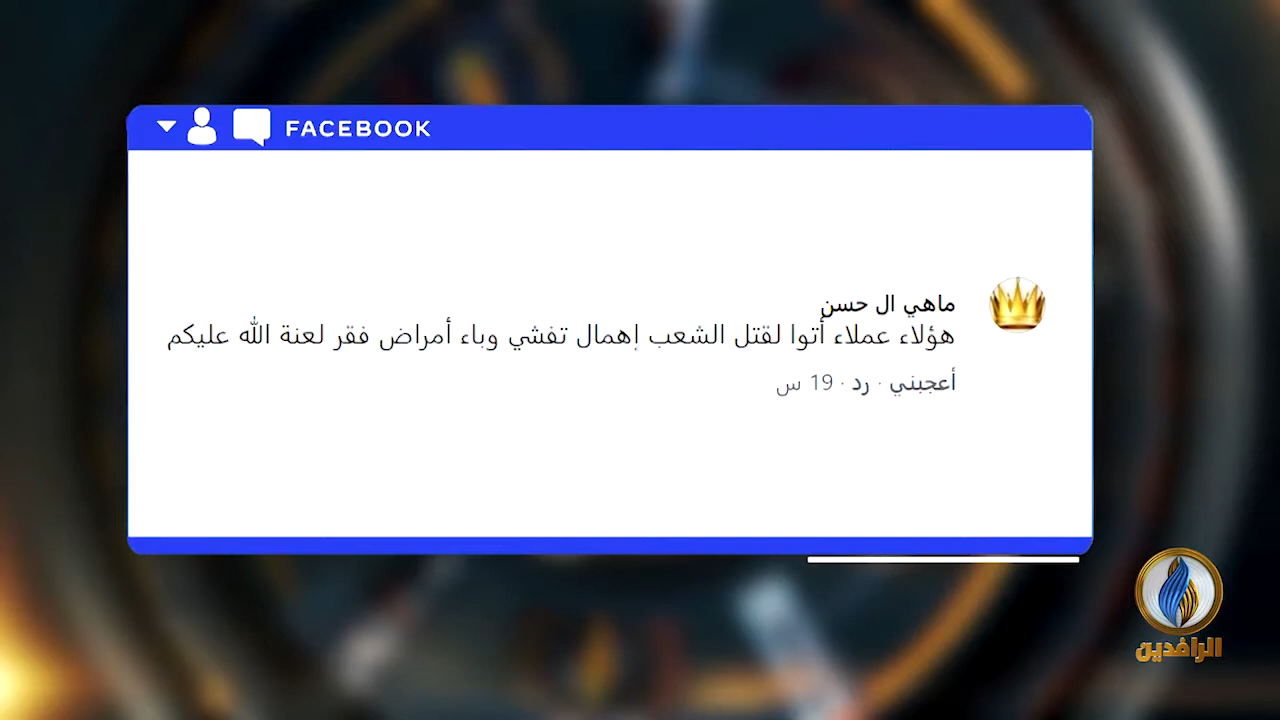 FACEBOOK
ماهي ال حسن
هؤلاء عملاء أتوا لقتل الشعب إهمال تفشي وباء أمراض فقر لعنة الله عليكم
أعجبني · رد · 19 س
الرافدين